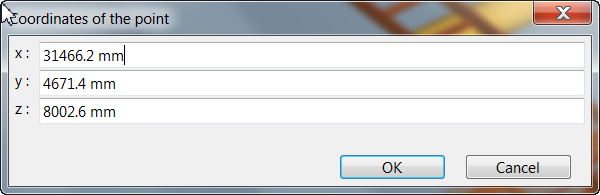 Coordinates of the point
x: 31466.2 mm
y: 4671.4 mm
z: 8002.6 mm
OK Cancel